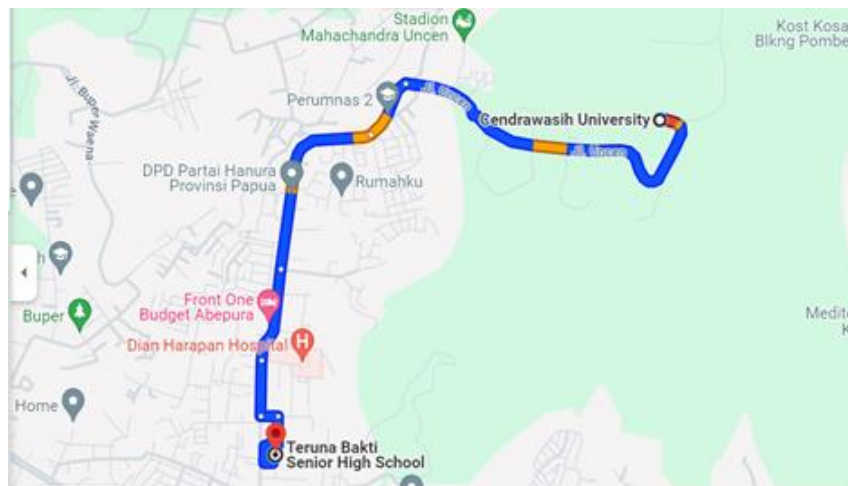 Stadion
Mahachandra Uncen
Kost Kosa
Blkng Pombe
Jl. Buper Waena
Perumnas 2
Jl. Uncen
Cendrawasih University
Jl. Uncen
DPD Partai Hanura
Provinsi Papua
Rumahku
Front One
Budget Abepura
Buper
Dian Harapan Hospital
H
Medite
K
Home
Teruna Bakti
Senior High School